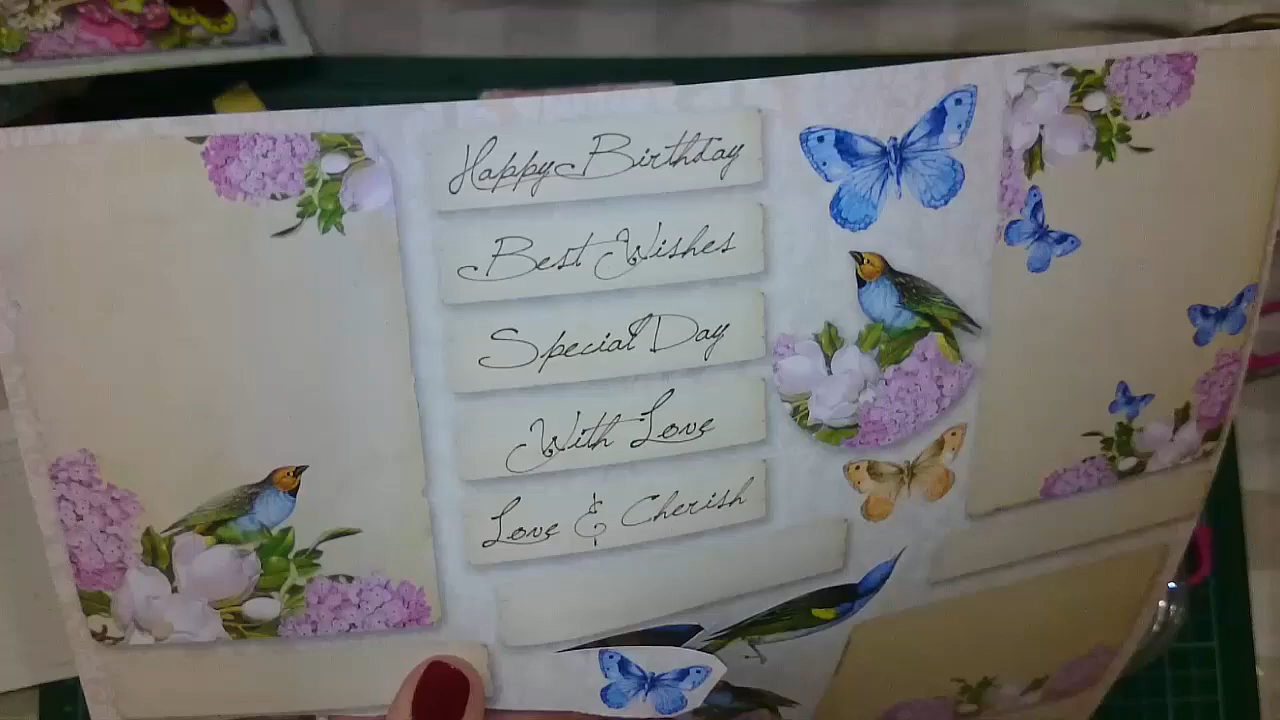 Happy Birthday
Best Wishes
Special Day
With Love
Love & Cherish